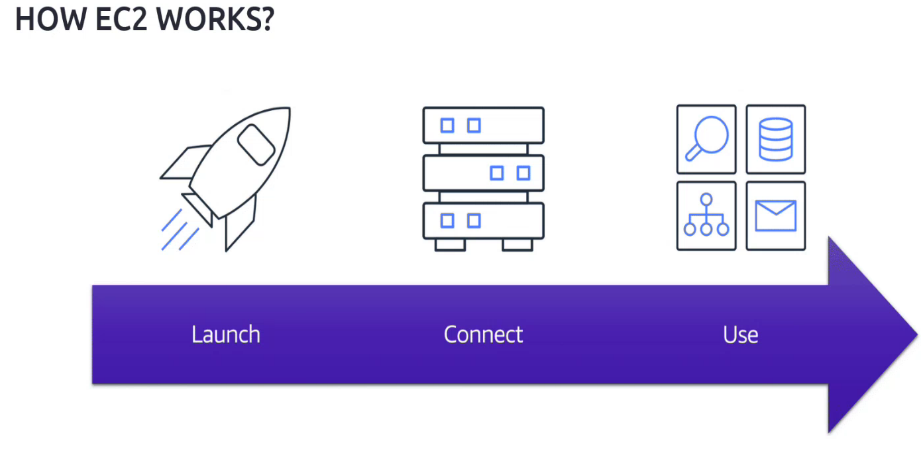 HOW EC2 WORKS?
Launch
Connect
Use